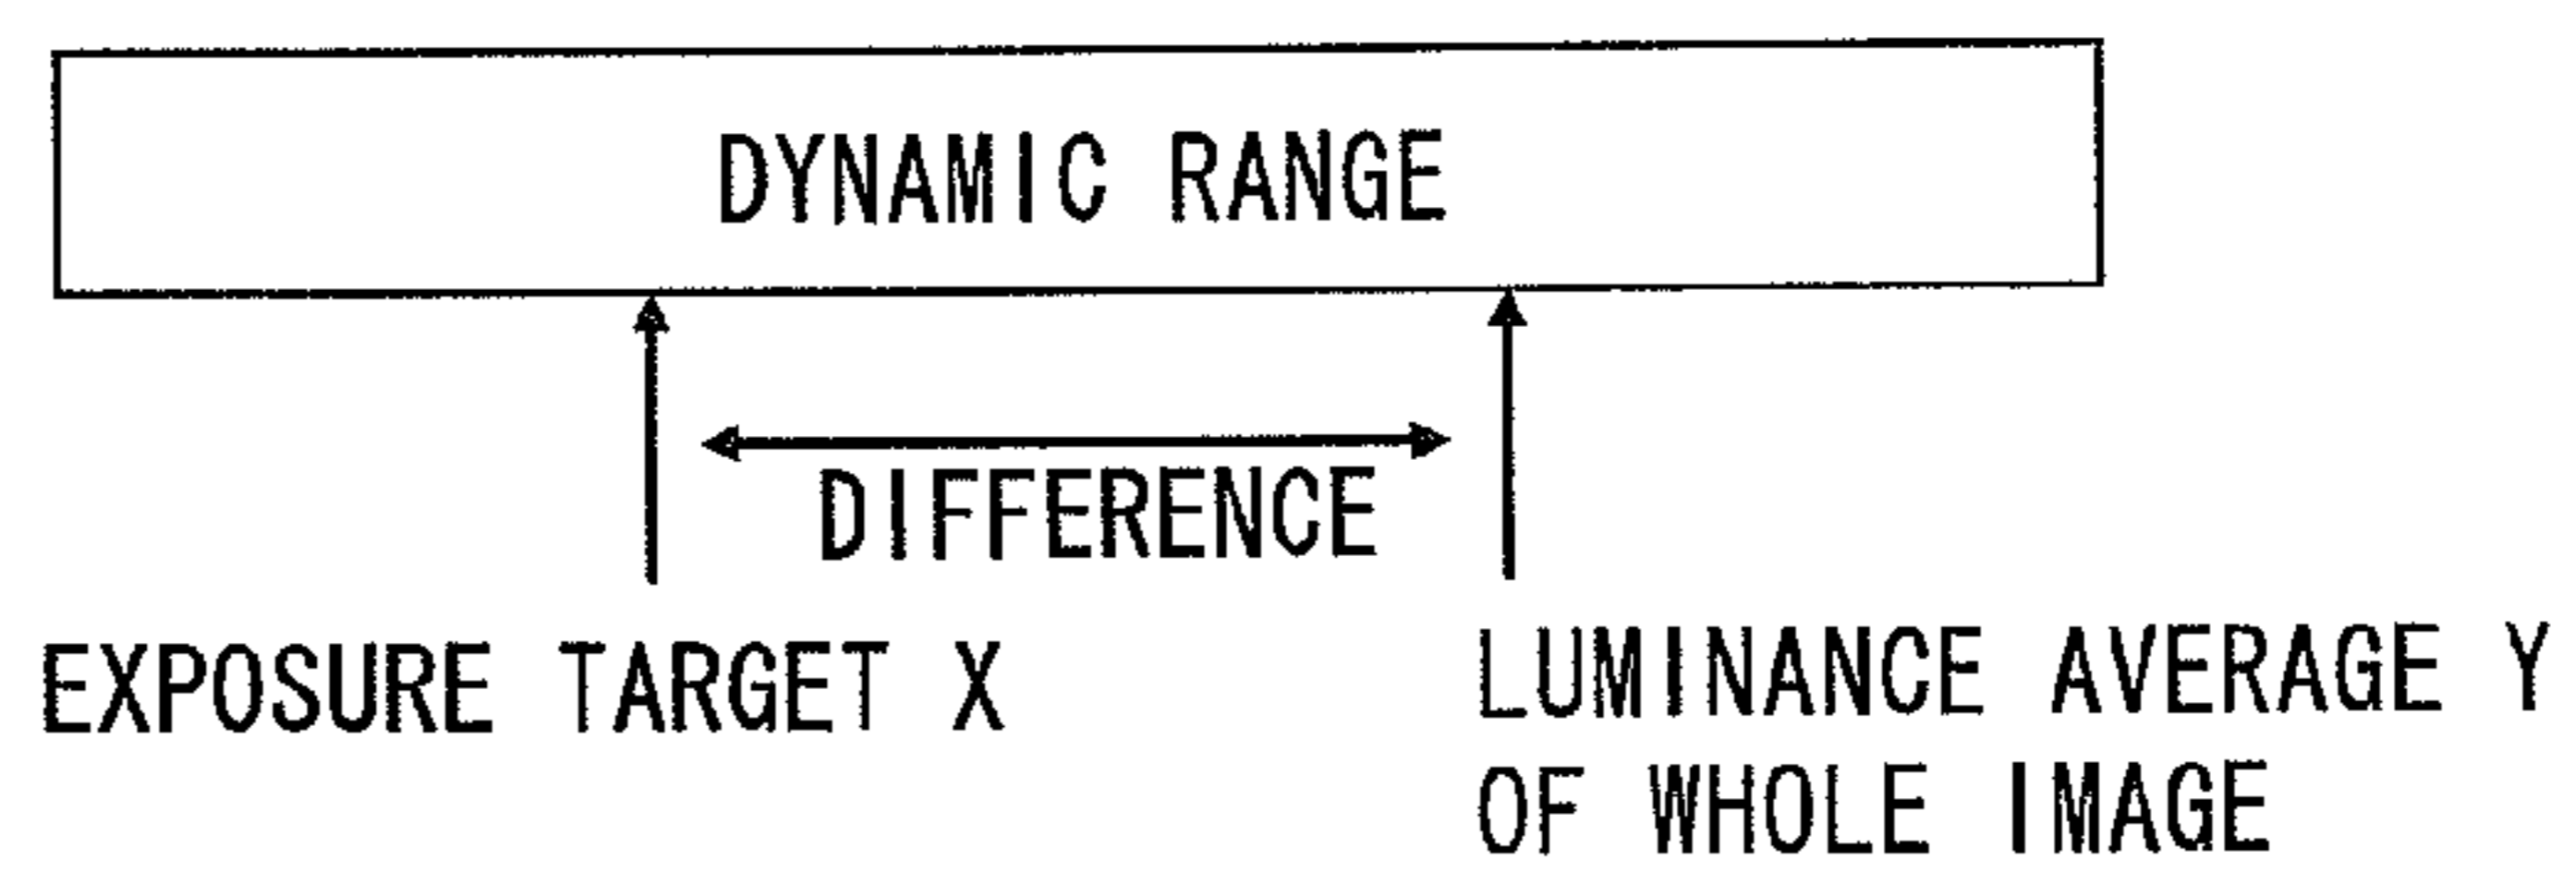 DYNAMIC RANGE
DIFFERENCE
EXPOSURE TARGET X
LUMINANCE AVERAGE Y
OF WHOLE IMAGE